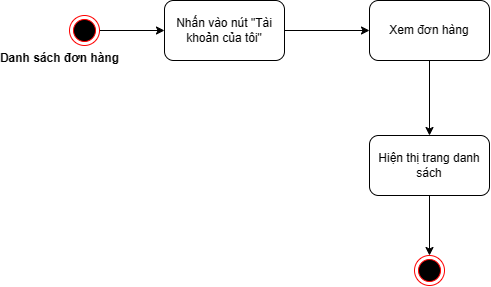 Nhấn vào nút "Tài
khoản của tôi"
Xem đơn hàng
Danh sách đơn hàng
Hiện thị trang danh
sách